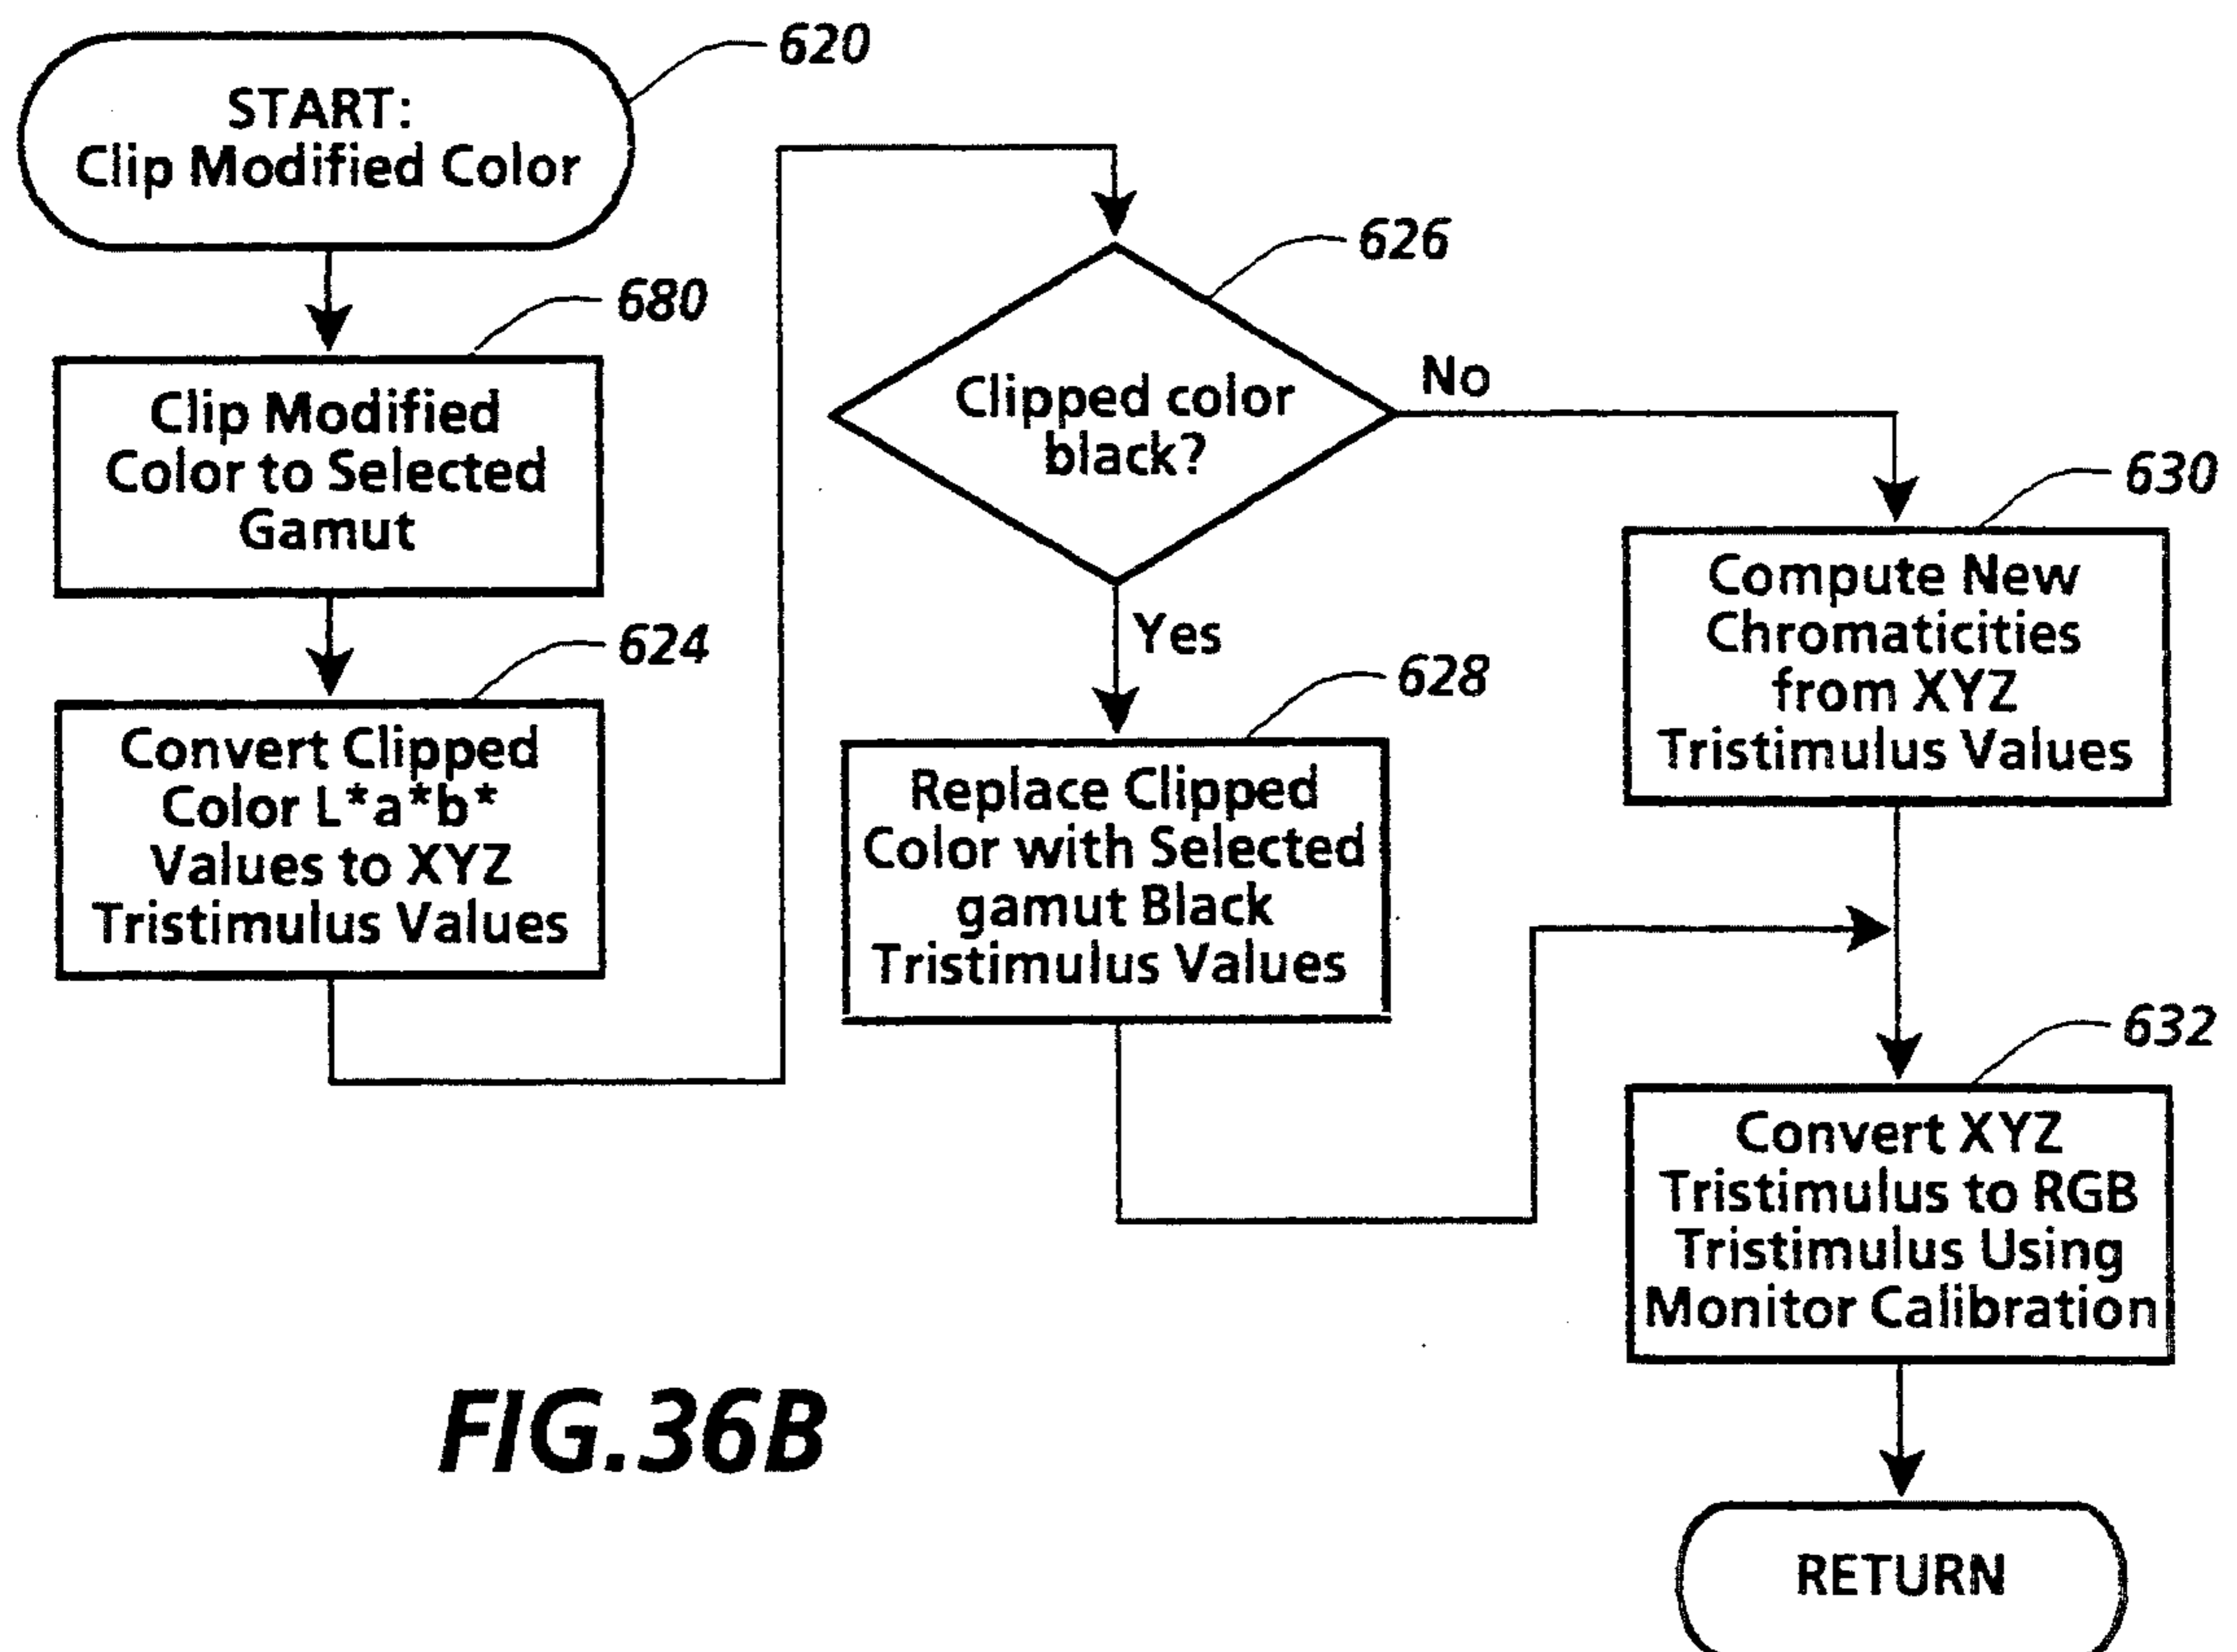 620
START:
Clip Modified Color
680
Clip Modified
Color to Selected
Gamut
624
Convert Clipped
Color L*a*b*
Values to XYZ
Tristimulus Values
626
Clipped color
black?
No
Yes
628
Replace Clipped
Color with Selected
gamut Black
Tristimulus Values
630
Compute New
Chromaticities
from XYZ
Tristimulus Values
632
Convert XYZ
Tristimulus to RGB
Tristimulus Using
Monitor Calibration
RETURN
FIG.36B